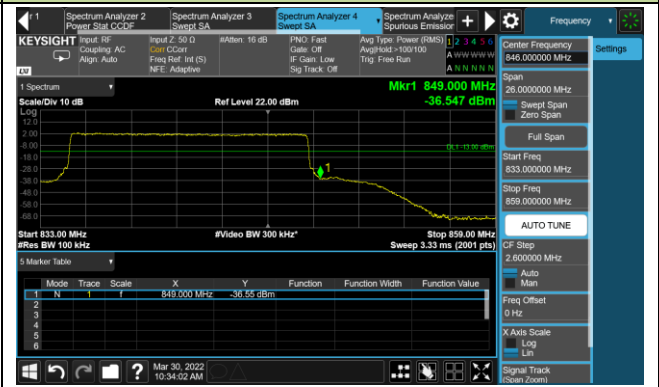 r 1
Spectrum Analyzer 2
Power Stat CCDF
Spectrum Analyzer 3
Swept SA
Spectrum Analyzer 4
Swept SA
Spectrum Analyze
Spurious Emission
Frequency
KEYSIGHT
Input: RF
Coupling: AC
Align: Auto
Input Z: 50 Ω
Corr CCorr
Freq Ref: Int (S)
NFE: Adaptive
#Atten: 16 dB
PNO: Fast
Gate: Off
IF Gain: Low
Sig Track: Off
Avg Type: Power (RMS)
Avg|Hold:>100/100
Trig: Free Run
1 2 3 4 5 6
A W W W W W
A N N N N N
LXI
1 Spectrum
Scale/Div 10 dB
Ref Level 22.00 dBm
Mkr1 849.000 MHz
-36.547 dBm
Log
12.0
2.00
-8.00
-18.0
-28.0
-38.0
-48.0
-58.0
-68.0
DL1 -13.00 dBm
1
Start 833.00 MHz
#Res BW 100 kHz
#Video BW 300 kHz*
Stop 859.00 MHz
Sweep 3.33 ms (2001 pts)
5 Marker Table
Mode Trace Scale X Y Function Function Width Function Value
1 N 1 f 849.000 MHz -36.55 dBm
2
3
4
5
6
Mar 30, 2022
10:34:02 AM
Center Frequency
846.000000 MHz
Settings
Span
26.0000000 MHz
Swept Span
Zero Span
Full Span
Start Freq
833.000000 MHz
Stop Freq
859.000000 MHz
AUTO TUNE
CF Step
2.600000 MHz
Auto
Man
Freq Offset
0 Hz
X Axis Scale
Log
Lin
Signal Track
(Span Zoom)